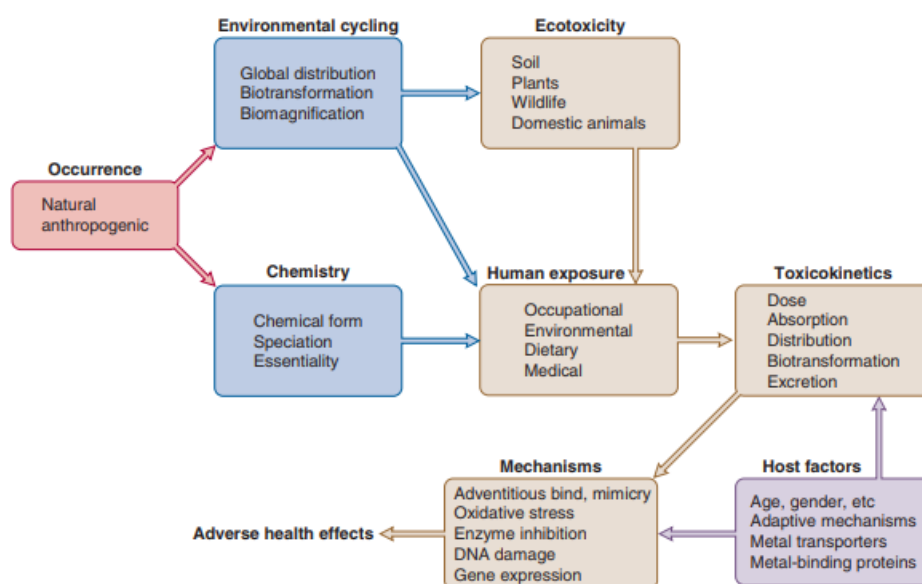 Environmental cycling
Global distribution
Biotransformation
Biomagnification
Ecotoxicity
Soil
Plants
Wildlife
Domestic animals
Occurrence
Natural
anthropogenic
Chemistry
Chemical form
Speciation
Essentiality
Human exposure
Occupational
Environmental
Dietary
Medical
Toxicokinetics
Dose
Absorption
Distribution
Biotransformation
Excretion
Mechanisms
Adventitious bind, mimicry
Oxidative stress
Enzyme inhibition
DNA damage
Gene expression
Host factors
Age, gender, etc
Adaptive mechanisms
Metal transporters
Metal-binding proteins
Adverse health effects